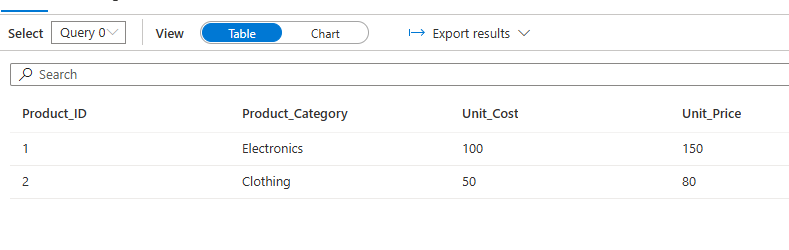 Select Query 0 View Table Chart Export results
Search
Product_ID Product_Category Unit_Cost Unit_Price
1 Electronics 100 150
2 Clothing 50 80